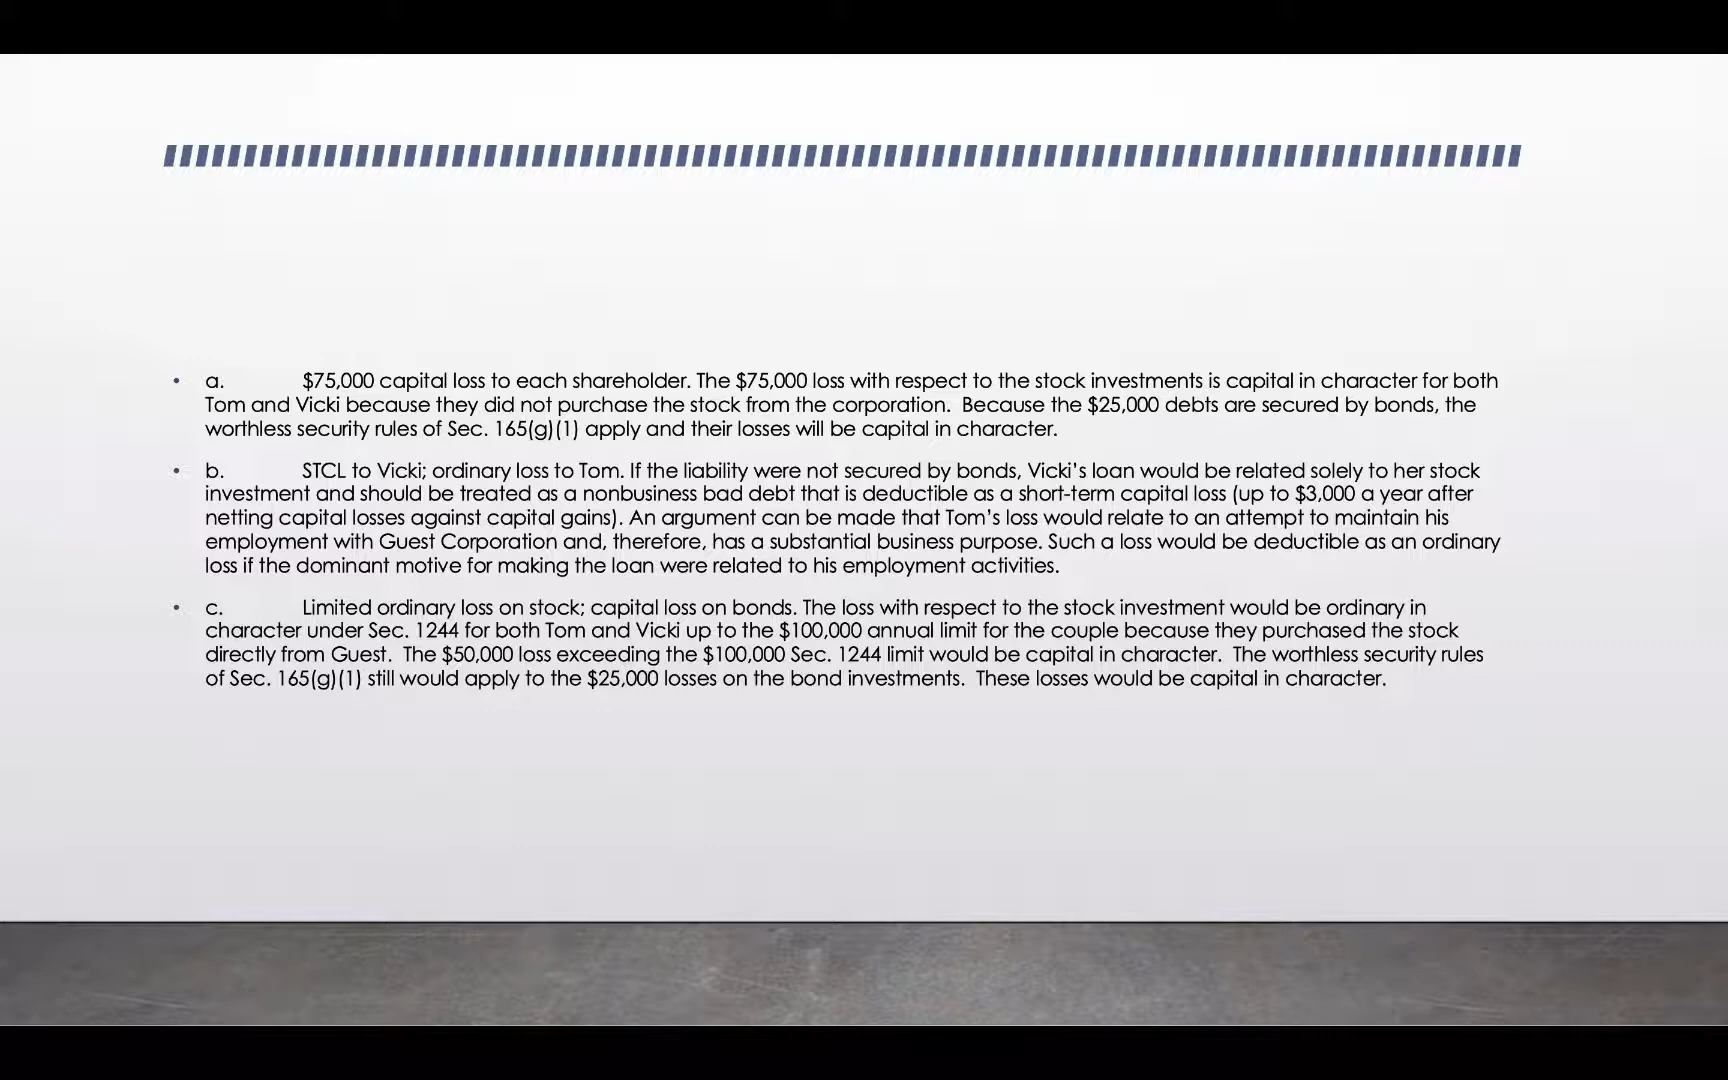 • a. $75,000 capital loss to each shareholder. The $75,000 loss with respect to the stock investments is capital in character for both
Tom and Vicki because they did not purchase the stock from the corporation. Because the $25,000 debts are secured by bonds, the
worthless security rules of Sec. 165(g)(1) apply and their losses will be capital in character.
• b. STCL to Vicki; ordinary loss to Tom. If the liability were not secured by bonds, Vicki's loan would be related solely to her stock
investment and should be treated as a nonbusiness bad debt that is deductible as a short-term capital loss (up to $3,000 a year after
netting capital losses against capital gains). An argument can be made that Tom's loss would relate to an attempt to maintain his
employment with Guest Corporation and, therefore, has a substantial business purpose. Such a loss would be deductible as an ordinary
loss if the dominant motive for making the loan were related to his employment activities.
• c. Limited ordinary loss on stock; capital loss on bonds. The loss with respect to the stock investment would be ordinary in
character under Sec. 1244 for both Tom and Vicki up to the $100,000 annual limit for the couple because they purchased the stock
directly from Guest. The $50,000 loss exceeding the $100,000 Sec. 1244 limit would be capital in character. The worthless security rules
of Sec. 165(g)(1) still would apply to the $25,000 losses on the bond investments. These losses would be capital in character.